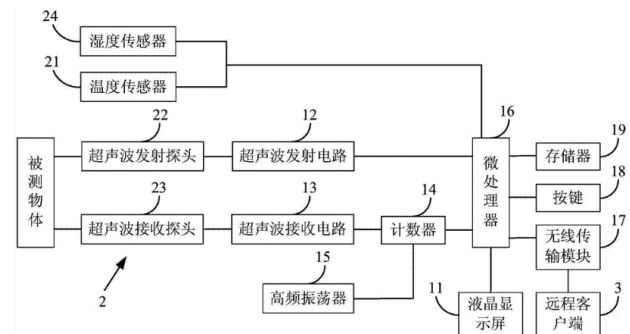 24
湿度传感器
21
温度传感器
22
12
16
19
被测物体
超声波发射探头
超声波发射电路
微处理器
存储器
18
按键
23
13
14
17
超声波接收探头
超声波接收电路
计数器
无线传
输模块
15
2
高频振荡器
11
液晶显
示屏
远程客
户端
3